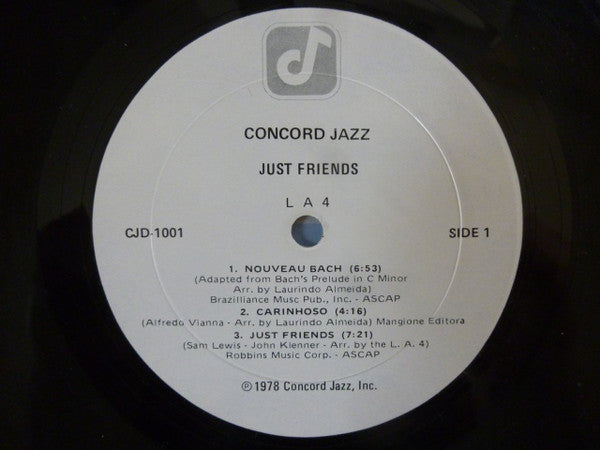 CONCORD JAZZ
JUST FRIENDS
L A 4
CJD-1001
SIDE 1
1. NOUVEAU BACH (6:53)
(Adapted from Bach's Prelude in C Minor
Arr. by Laurindo Almeida)
Brazilliance Musc Pub., Inc. - ASCAP
2. CARINHOSO (4:16)
(Alfredo Vianna - Arr by Laurindo Almeida) Mangione Editora
3. JUST FRIENDS (7:21)
(Sam Lewis - John Klenner - Arr by the L. A. 4)
Robbins Music Corp. - ASCAP
℗ 1978 Concord Jazz, Inc.